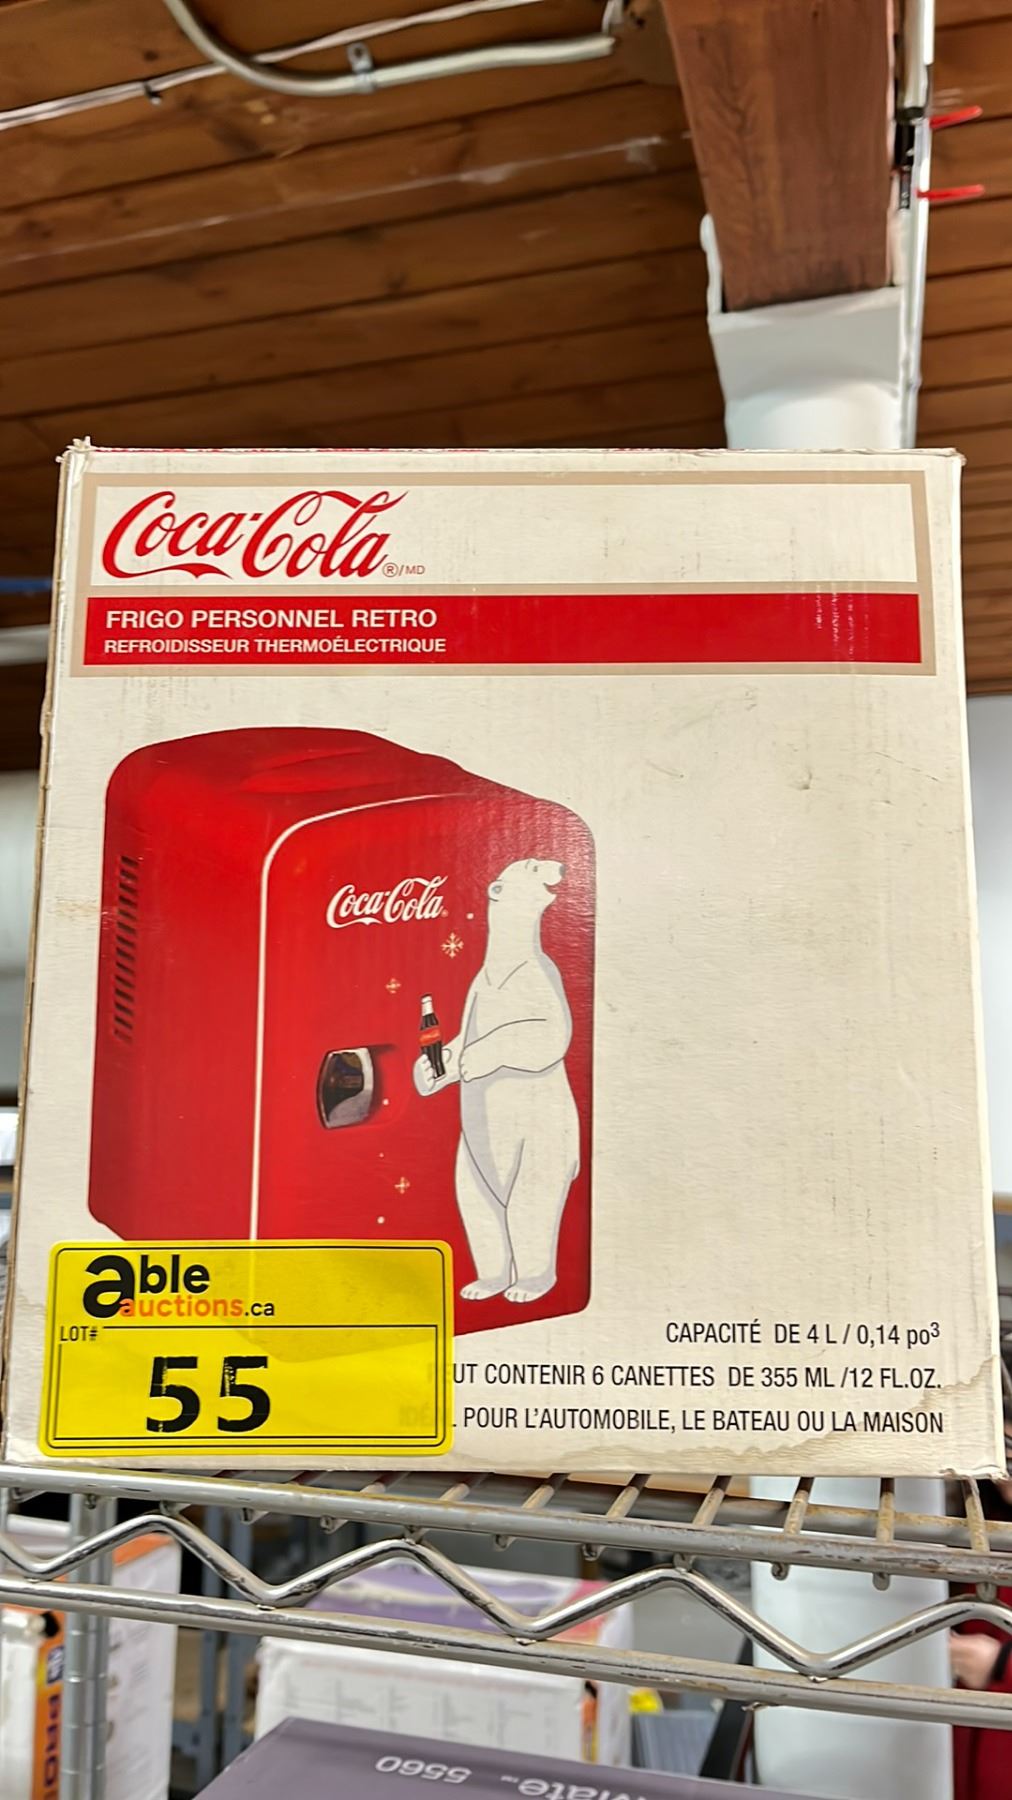 Coca-Cola ®/MD
FRIGO PERSONNEL RETRO
REFROIDISSEUR THERMOÉLECTRIQUE
Coca-Cola
able
auctions.ca
LOT#
55
CAPACITÉ DE 4 L / 0,14 po³
UT CONTENIR 6 CANETTES DE 355 ML /12 FL.OZ.
POUR L'AUTOMOBILE, LE BATEAU OU LA MAISON
5560